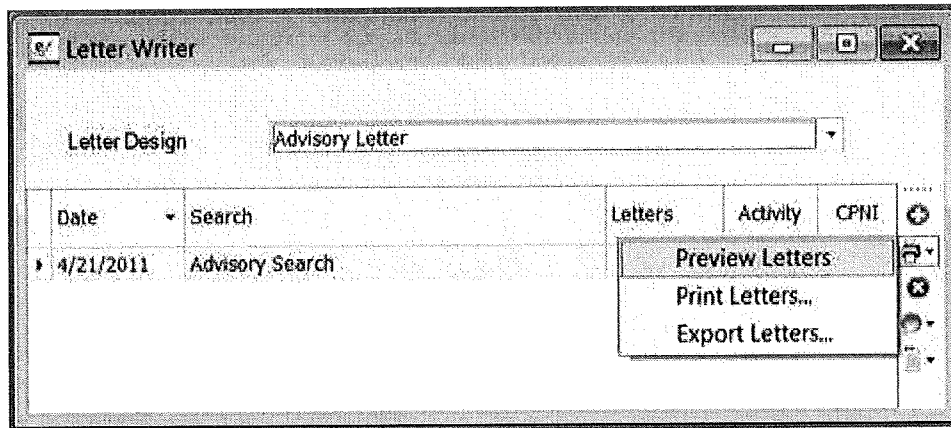 Letter Writer
Letter Design Advisory Letter
Date Search Letters Activity CPNI
4/21/2011 Advisory Search
Preview Letters
Print Letters...
Export Letters...